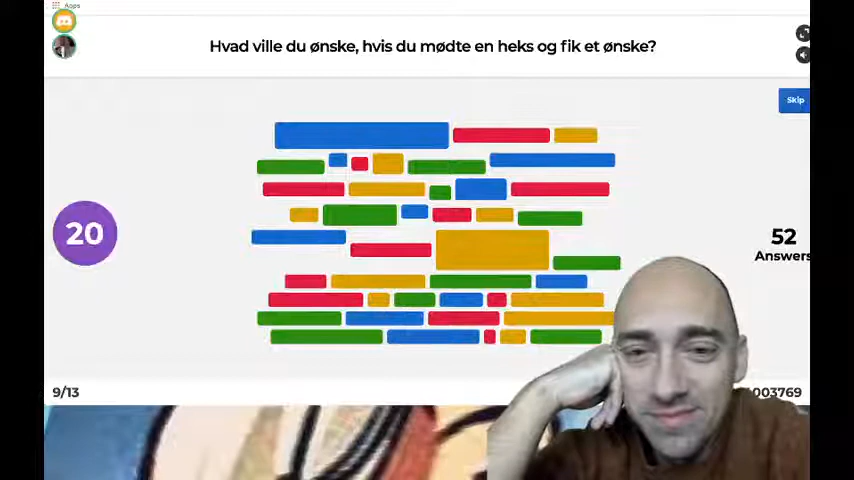 Apps
Hvad ville du ønske, hvis du mødte en heks og fik et ønske?
Skip
20
52
Answers
9/13
003769